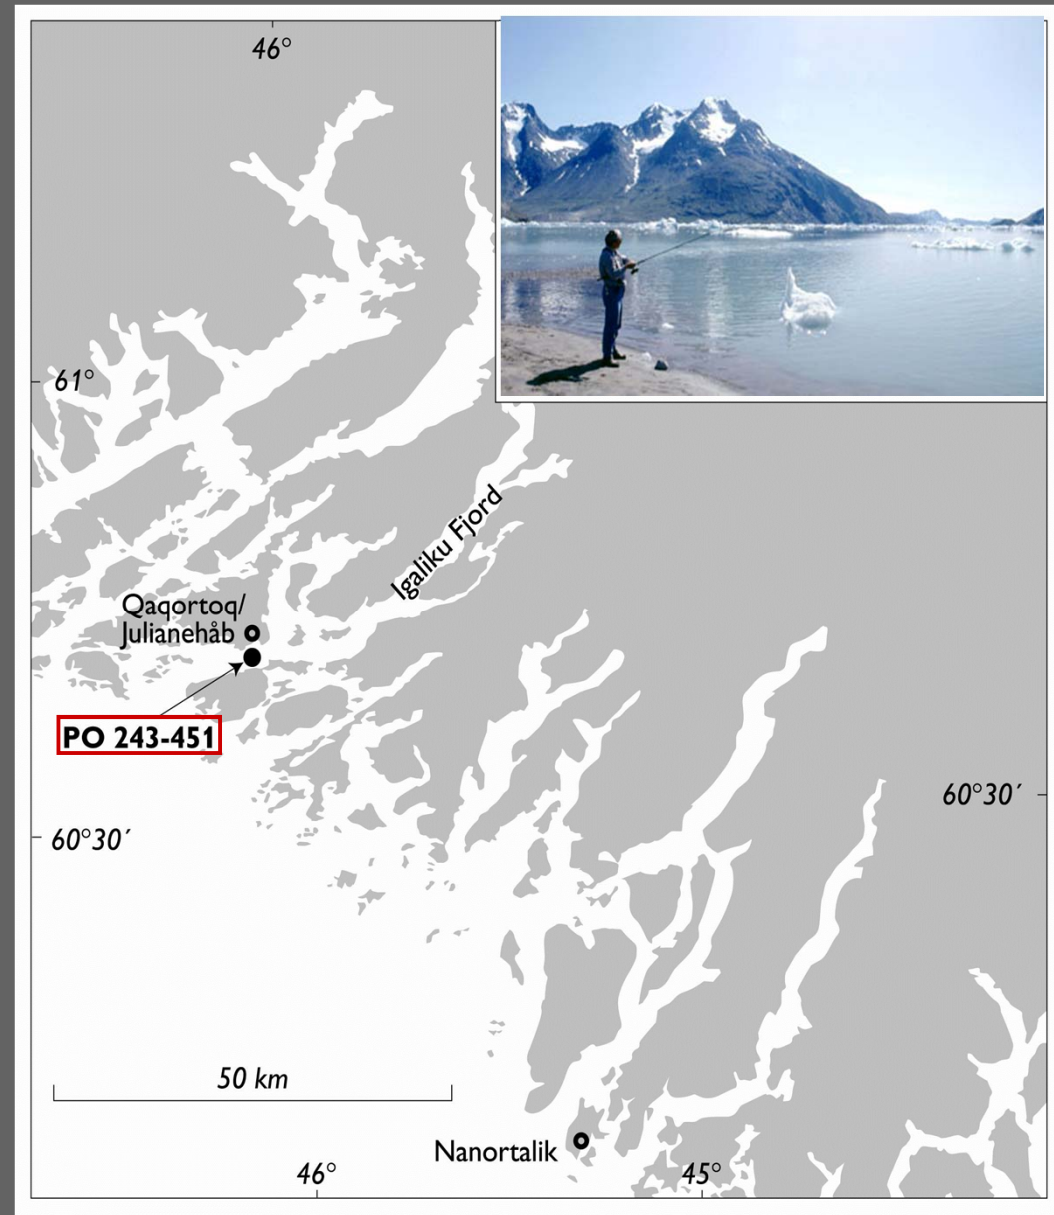 46°
61°
Igaliku Fjord
Qaqortoq/
Julianehåb
PO 243-451
60°30´
60°30´
50 km
Nanortalik
46°
45°